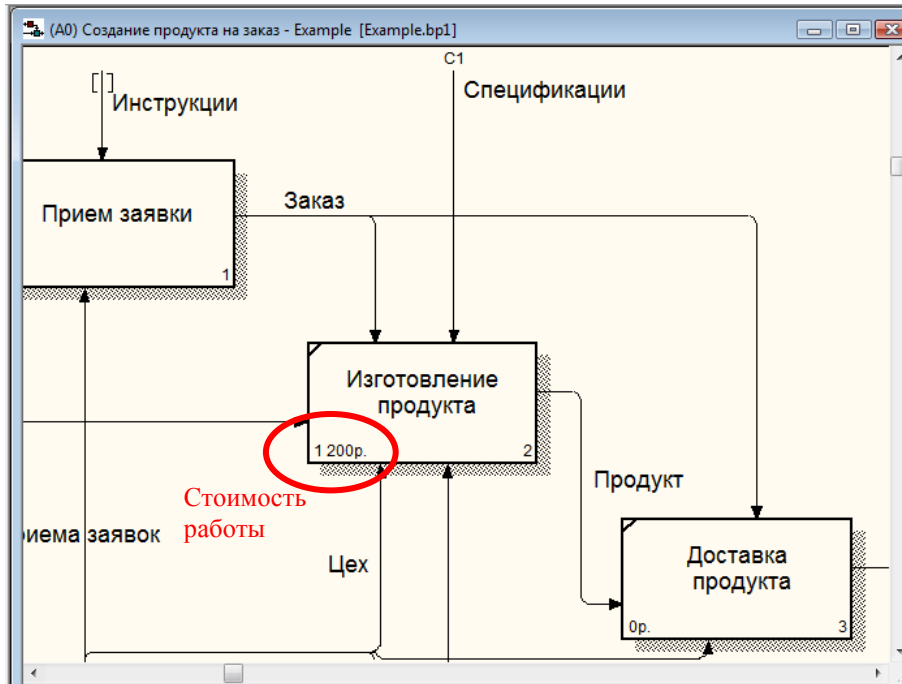 (A0) Создание продукта на заказ - Example [Example.bp1]
C1
Инструкции
Спецификации
Прием заявки
1
Заказ
Изготовление
продукта
1 200р.
2
Стоимость
работы
Продукт
риема заявок
Цех
Доставка
продукта
0р.
3